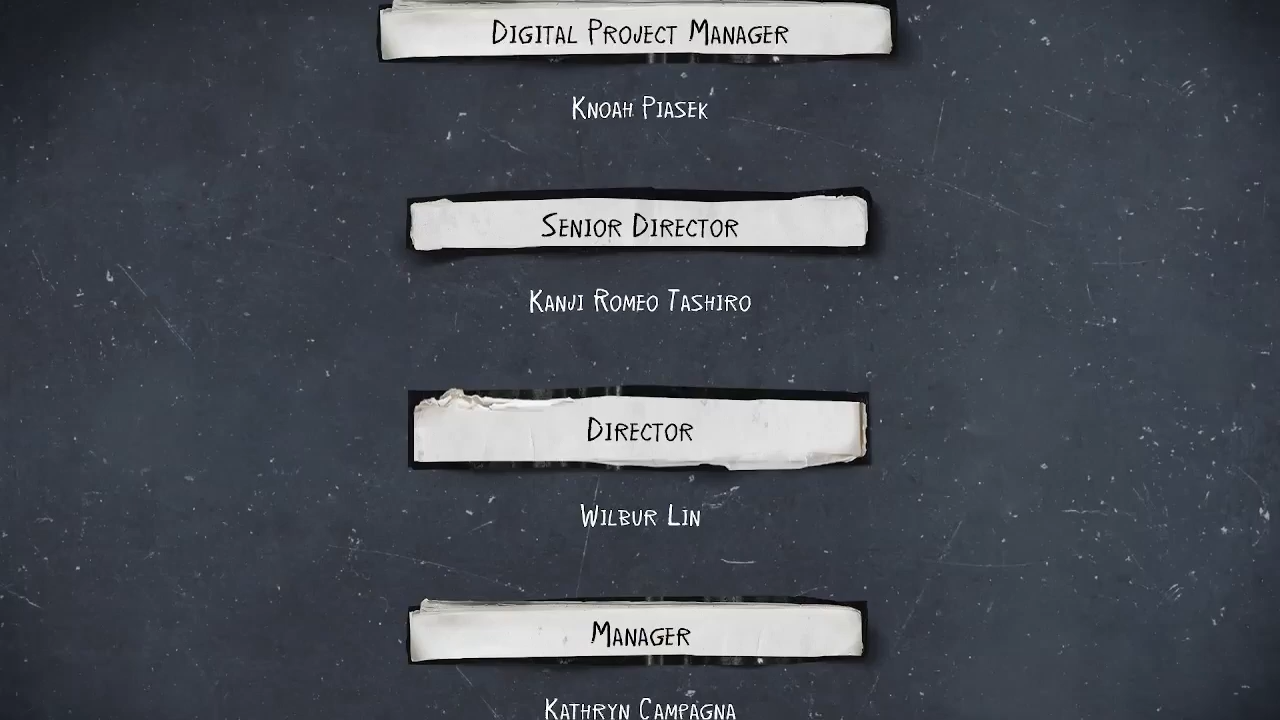 Digital Project Manager
Knoah Piasek
Senior Director
Kanji Romeo Tashiro
Director
Wilbur Lin
Manager
Kathryn Campagna